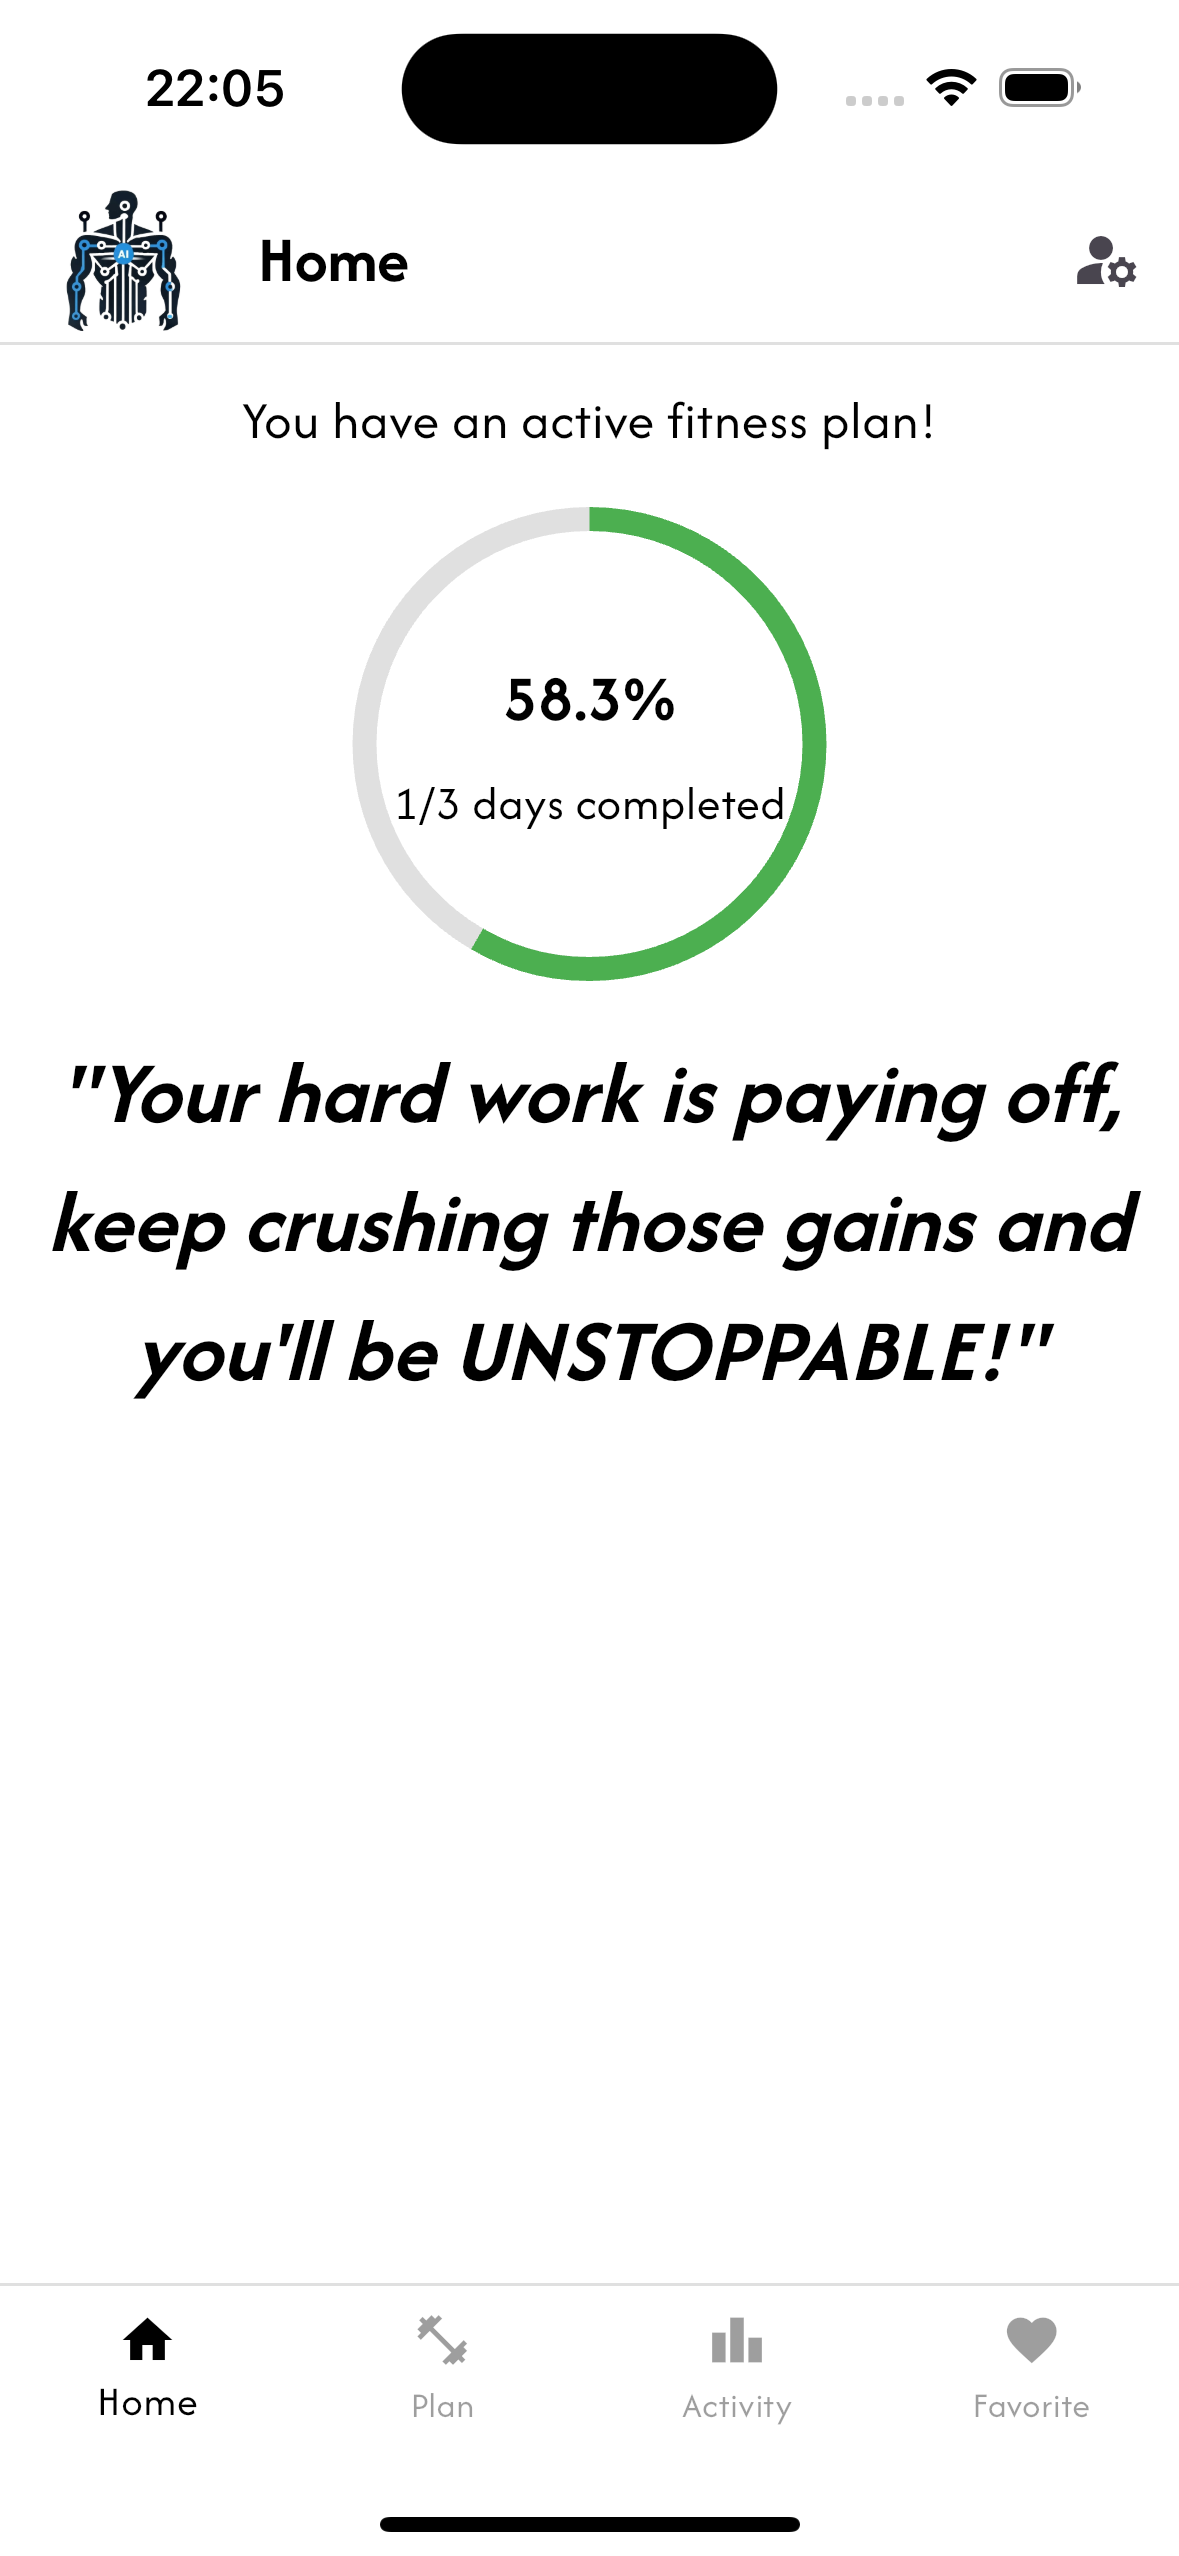 22:05
AI
Home
You have an active fitness plan!
58.3%
1/3 days completed
"Your hard work is paying off,
keep crushing those gains and
you'll be UNSTOPPABLE!"
Home
Plan
Activity
Favorite